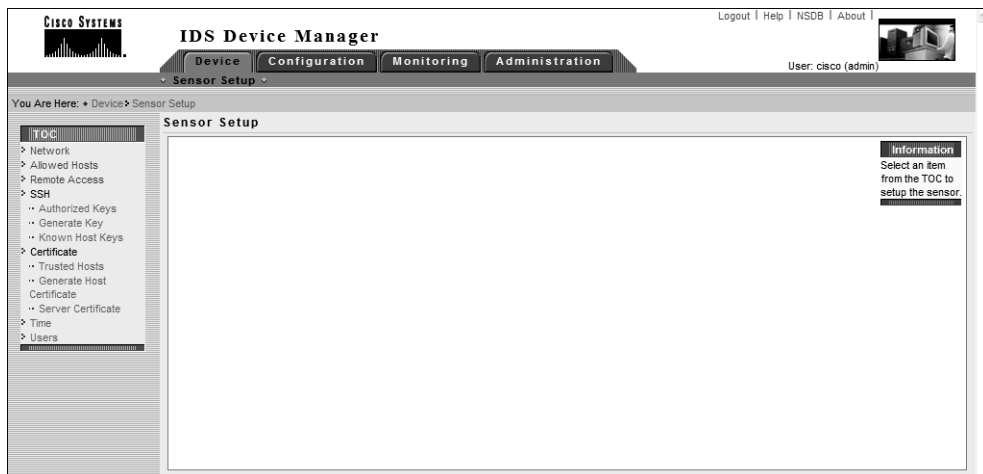 CISCO SYSTEMS
IDS Device Manager
Logout | Help | NSDB | About |
Device Configuration Monitoring Administration
User: cisco (admin)
Sensor Setup
You Are Here: Device Sensor Setup
Sensor Setup
TOC
Network
Allowed Hosts
Remote Access
SSH
Authorized Keys
Generate Key
Known Host Keys
Certificate
Trusted Hosts
Generate Host
Certificate
Server Certificate
Time
Users
Information
Select an item
from the TOC to
setup the sensor.